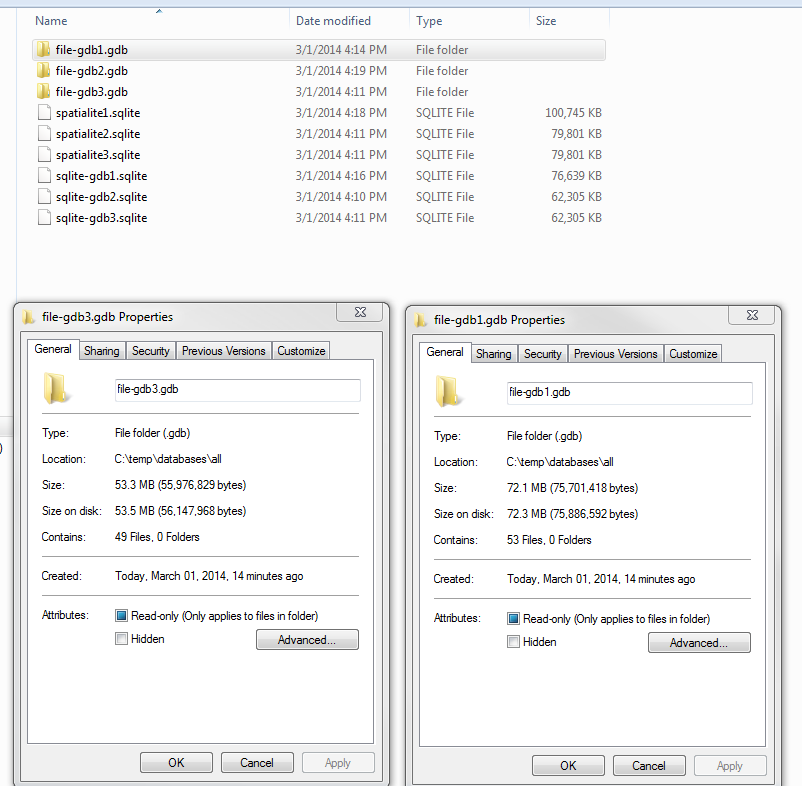 Name Date modified Type Size
file-gdb1.gdb 3/1/2014 4:14 PM File folder
file-gdb2.gdb 3/1/2014 4:19 PM File folder
file-gdb3.gdb 3/1/2014 4:11 PM File folder
spatialite1.sqlite 3/1/2014 4:18 PM SQLITE File 100,745 KB
spatialite2.sqlite 3/1/2014 4:11 PM SQLITE File 79,801 KB
spatialite3.sqlite 3/1/2014 4:11 PM SQLITE File 79,801 KB
sqlite-gdb1.sqlite 3/1/2014 4:16 PM SQLITE File 76,639 KB
sqlite-gdb2.sqlite 3/1/2014 4:10 PM SQLITE File 62,305 KB
sqlite-gdb3.sqlite 3/1/2014 4:11 PM SQLITE File 62,305 KB
file-gdb3.gdb Properties
General Sharing Security Previous Versions Customize
file-gdb3.gdb
Type: File folder (.gdb)
Location: C:\temp\databases\all
Size: 53.3 MB (55,976,829 bytes)
Size on disk: 53.5 MB (56,147,968 bytes)
Contains: 49 Files, 0 Folders
Created: Today, March 01, 2014, 14 minutes ago
Attributes: Read-only (Only applies to files in folder)
Hidden Advanced...
OK Cancel Apply
file-gdb1.gdb Properties
General Sharing Security Previous Versions Customize
file-gdb1.gdb
Type: File folder (.gdb)
Location: C:\temp\databases\all
Size: 72.1 MB (75,701,418 bytes)
Size on disk: 72.3 MB (75,886,592 bytes)
Contains: 53 Files, 0 Folders
Created: Today, March 01, 2014, 14 minutes ago
Attributes: Read-only (Only applies to files in folder)
Hidden Advanced...
OK Cancel Apply
)